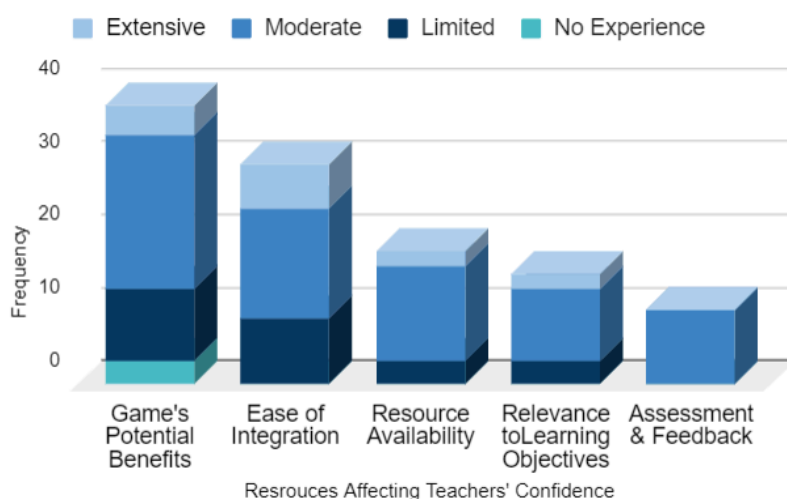 Extensive Moderate Limited No Experience
40
30
20
10
0
Frequency
Game's
Potential
Benefits
Ease of
Integration
Resource
Availability
Relevance
toLearning
Objectives
Assessment
& Feedback
Resrouces Affecting Teachers' Confidence